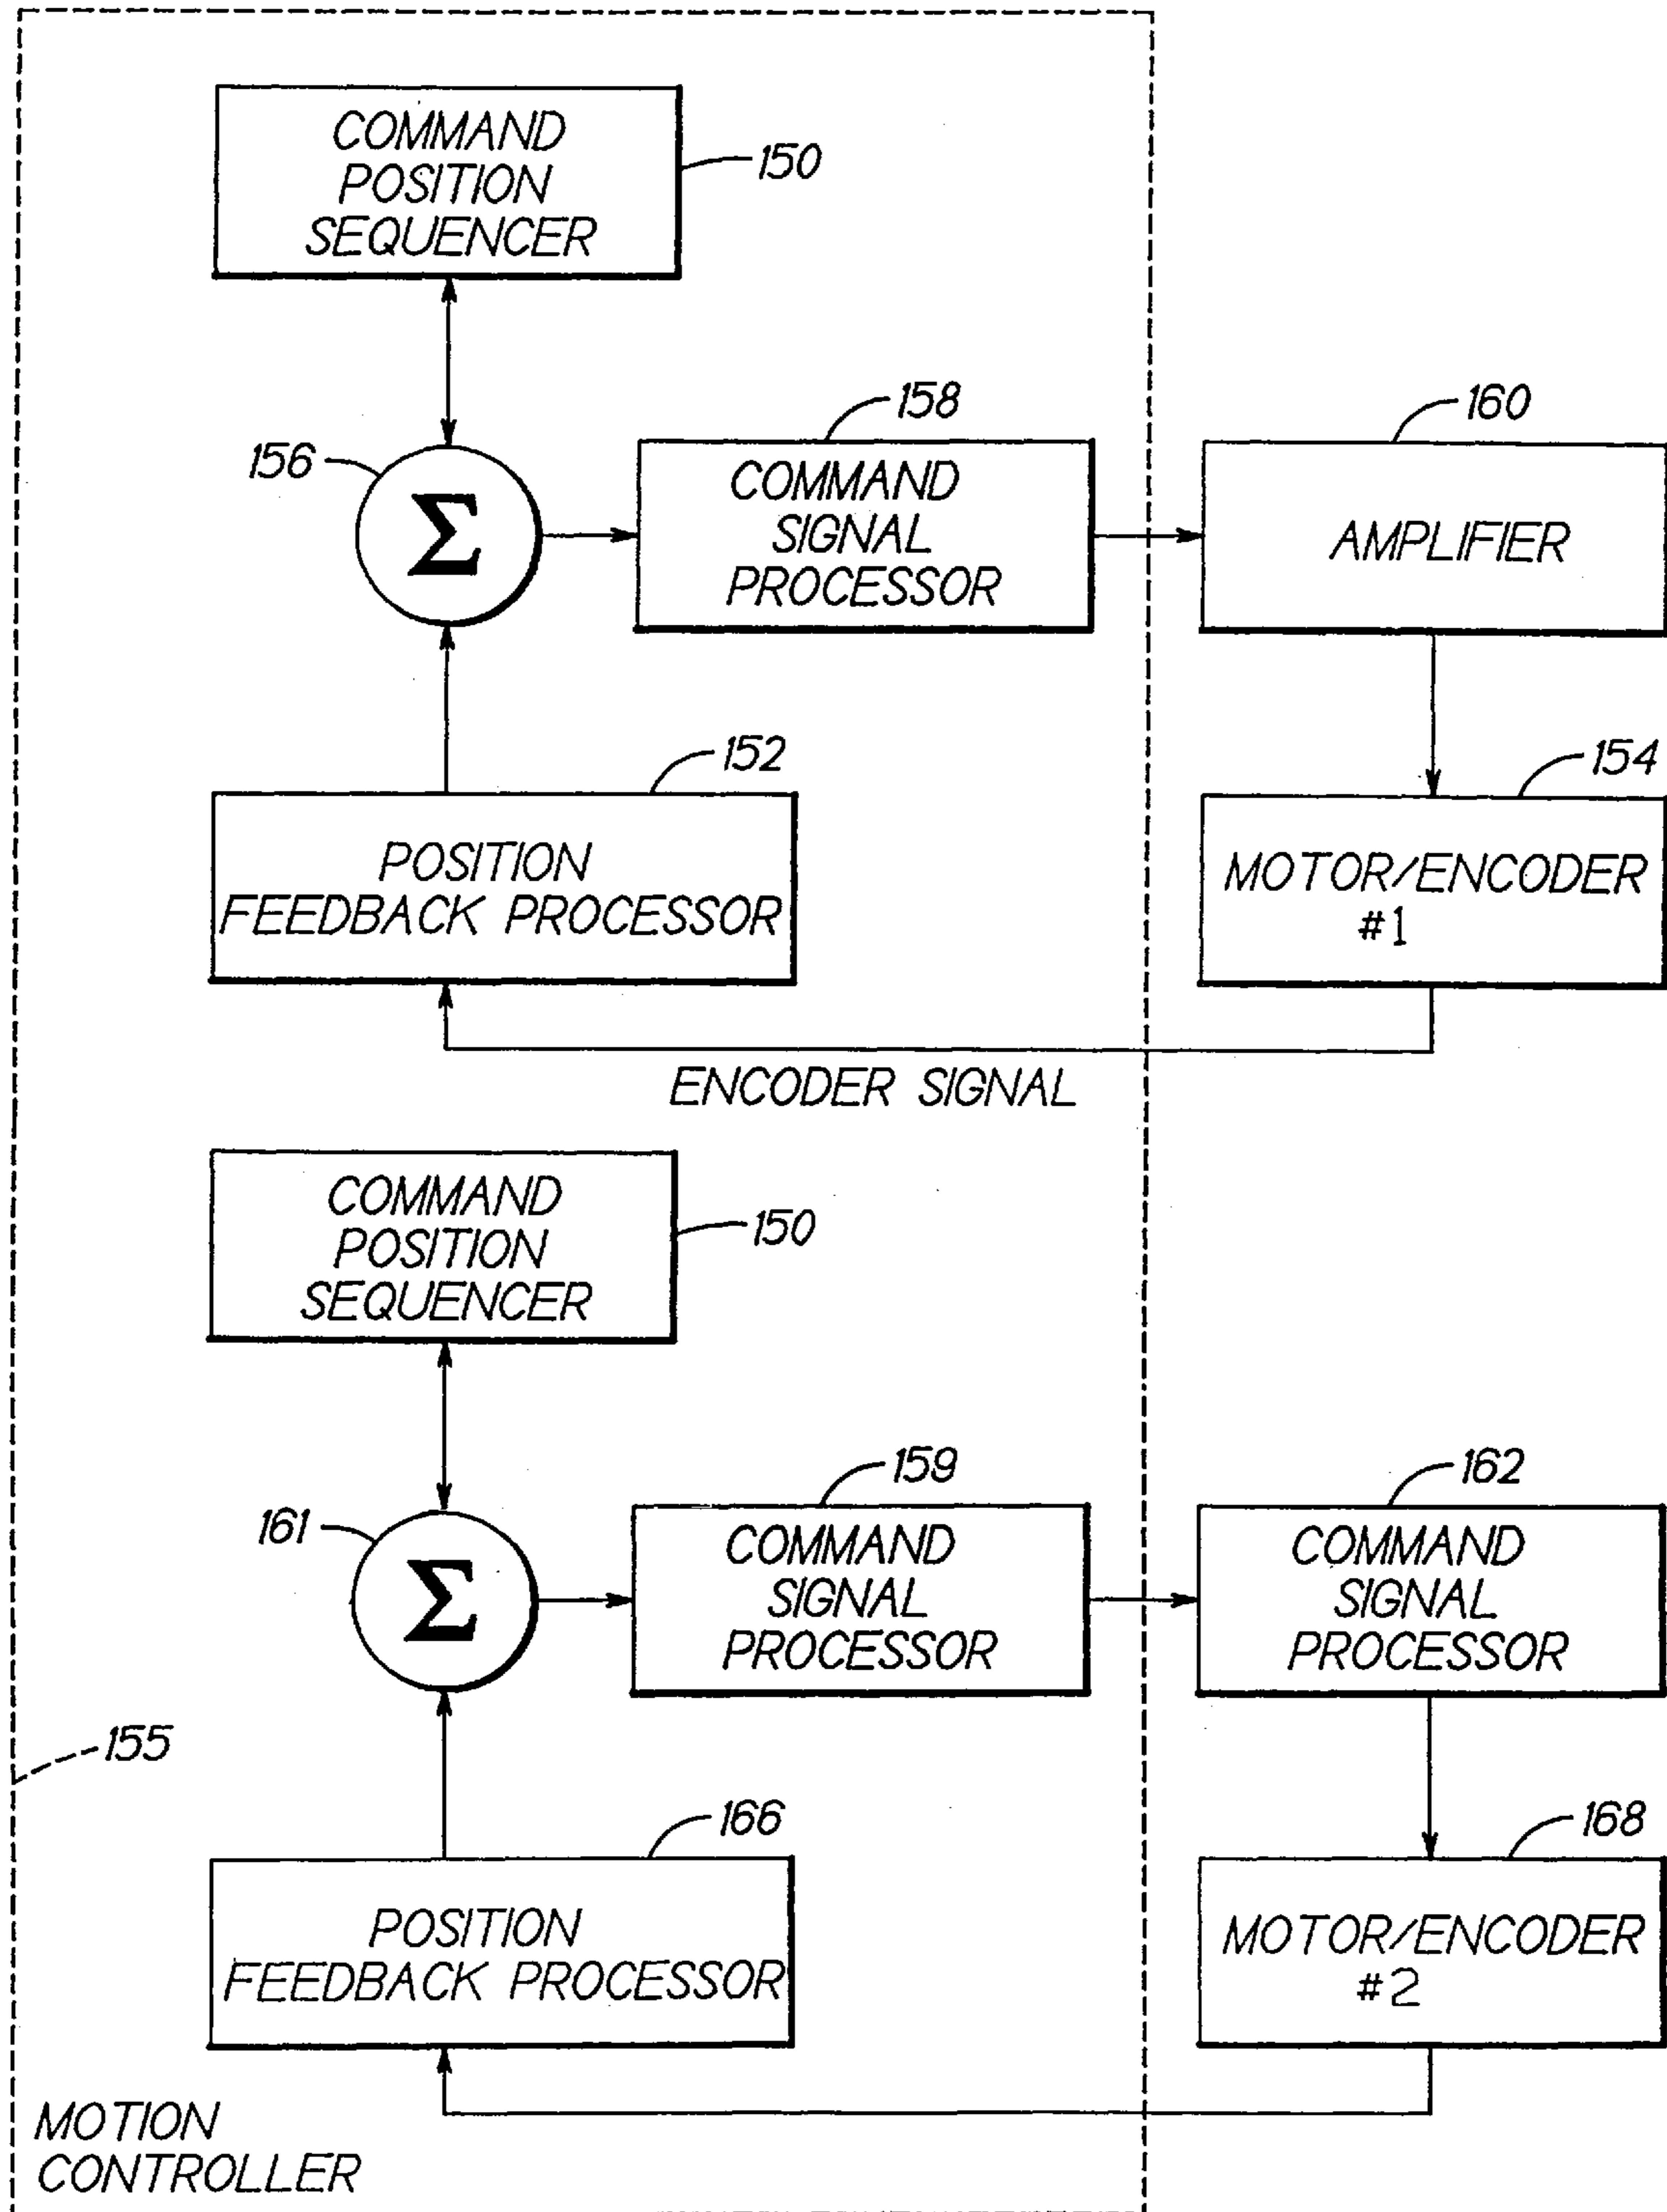 COMMAND
POSITION
SEQUENCER
150
156
Σ
158
COMMAND
SIGNAL
PROCESSOR
160
AMPLIFIER
152
POSITION
FEEDBACK PROCESSOR
154
MOTOR/ENCODER
#1
ENCODER SIGNAL
COMMAND
POSITION
SEQUENCER
150
161
Σ
159
COMMAND
SIGNAL
PROCESSOR
162
COMMAND
SIGNAL
PROCESSOR
155
166
POSITION
FEEDBACK PROCESSOR
168
MOTOR/ENCODER
#2
MOTION
CONTROLLER